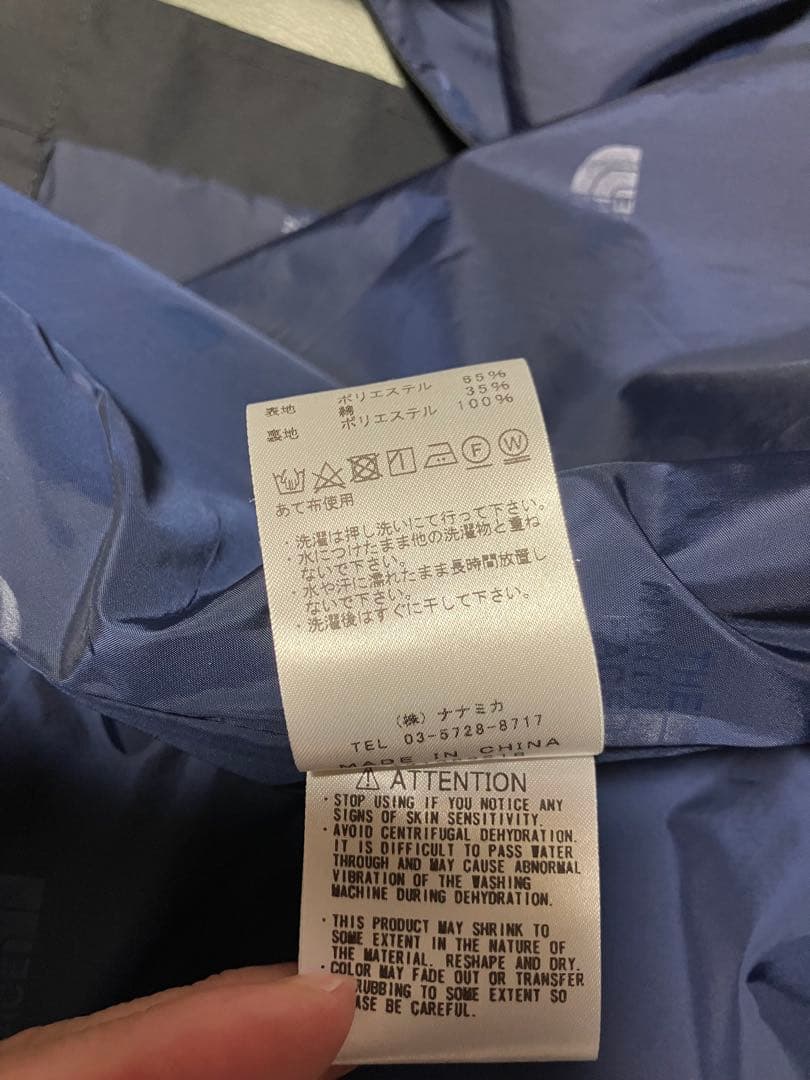 表地 ポリエステル 65%
綿 35%
裏地 ポリエステル 100%
F W
あて布使用
・洗濯は押し洗いにて行って下さい。
・水につけたまま他の洗濯物と重ね
ないで下さい。
・水や汗に濡れたまま長時間放置し
ないで下さい。
・洗濯後はすぐに干して下さい。
(株) ナナミカ
TEL 03-5728-8717
MADE IN CHINA
⚠ ATTENTION
・STOP USING IF YOU NOTICE ANY
SIGNS OF SKIN SENSITIVITY.
・AVOID CENTRIFUGAL DEHYDRATION.
IT IS DIFFICULT TO PASS WATER
THROUGH AND MAY CAUSE ABNORMAL
VIBRATION OF THE WASHING
MACHINE DURING DEHYDRATION.
・THIS PRODUCT MAY SHRINK TO
SOME EXTENT IN THE NATURE OF
THE MATERIAL. RESHAPE AND DRY.
・COLOR MAY FADE OUT OR TRANSFER
RUBBING TO SOME EXTENT SO
BE CAREFUL.
THE